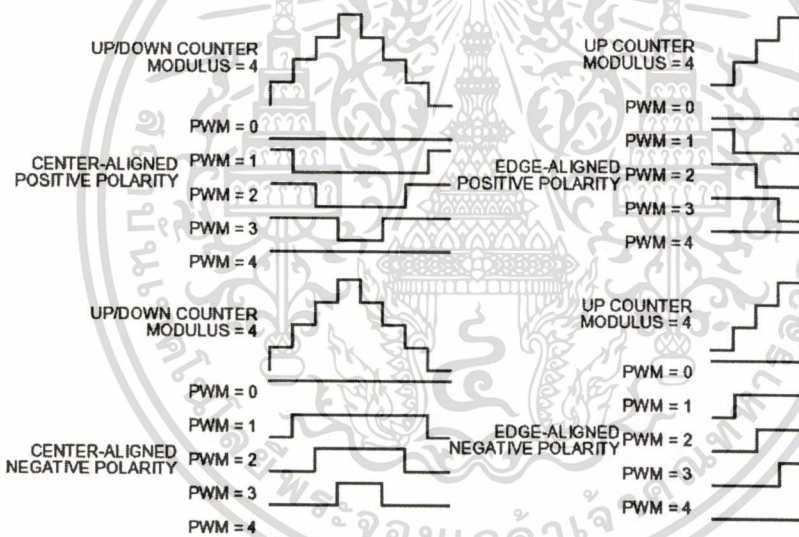 UP/DOWN COUNTER
MODULUS = 4
PWM = 0
CENTER-ALIGNED
POSITIVE POLARITY
PWM = 1
PWM = 2
PWM = 3
PWM = 4
UP COUNTER
MODULUS = 4
PWM = 0
PWM = 1
EDGE-ALIGNED
POSITIVE POLARITY
PWM = 2
PWM = 3
PWM = 4
UP/DOWN COUNTER
MODULUS = 4
PWM = 0
PWM = 1
CENTER-ALIGNED
NEGATIVE POLARITY
PWM = 2
PWM = 3
PWM = 4
UP COUNTER
MODULUS = 4
PWM = 0
PWM = 1
EDGE-ALIGNED
NEGATIVE POLARITY
PWM = 2
PWM = 3
PWM = 4